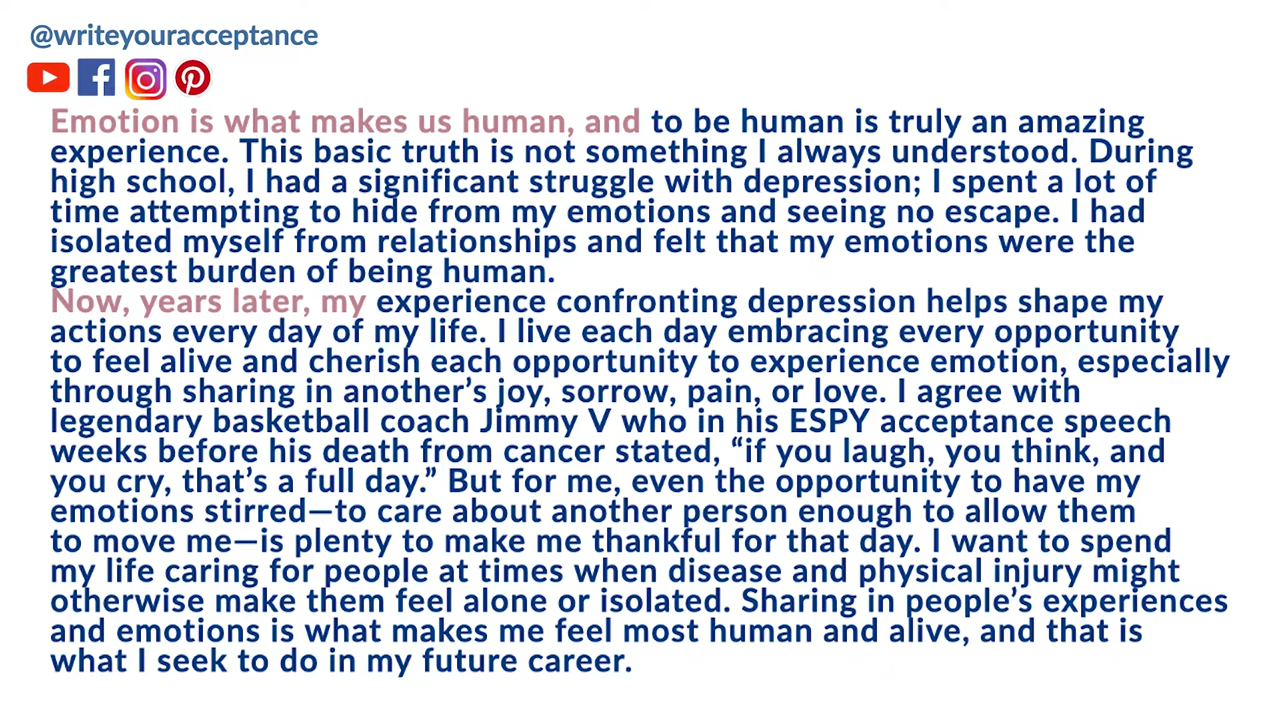 @writeyouracceptance
Emotion is what makes us human, and to be human is truly an amazing
experience. This basic truth is not something I always understood. During
high school, I had a significant struggle with depression; I spent a lot of
time attempting to hide from my emotions and seeing no escape. I had
isolated myself from relationships and felt that my emotions were the
greatest burden of being human.
Now, years later, my experience confronting depression helps shape my
actions every day of my life. I live each day embracing every opportunity
to feel alive and cherish each opportunity to experience emotion, especially
through sharing in another’s joy, sorrow, pain, or love. I agree with
legendary basketball coach Jimmy V who in his ESPY acceptance speech
weeks before his death from cancer stated, “if you laugh, you think, and
you cry, that’s a full day.” But for me, even the opportunity to have my
emotions stirred—to care about another person enough to allow them
to move me—is plenty to make me thankful for that day. I want to spend
my life caring for people at times when disease and physical injury might
otherwise make them feel alone or isolated. Sharing in people’s experiences
and emotions is what makes me feel most human and alive, and that is
what I seek to do in my future career.